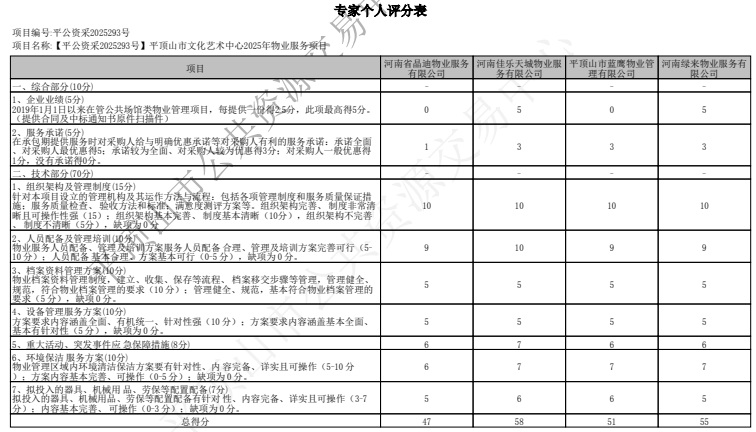 专家个人评分表
项目编号:平公资采2025293号
项目名称:【平公资采2025293号】平顶山市文化艺术中心2025年物业服务项目
项目 河南省晶迪物业服务有限公司 河南佳乐天城物业服务有限公司 平顶山市蓝鹰物业管理有限公司 河南绿来物业服务有限公司
一、综合部分(10分) - - - -
1、企业业绩(5分)
2019年1月1日以来在管公共场馆类物业管理项目，每提供一份得2.5分，此项最高得5分。
（提供合同及中标通知书原件扫描件） 0 5 0 5
2、服务承诺(5分)
在承包期提供服务时对采购人给与明确优惠承诺等对采购人有利的服务承诺：承诺全面
、对采购人最优惠得5；承诺较为全面、对采购人较为优惠得3分；对采购人一般优惠得
1分，没有承诺得0分。 1 3 3 3
二、技术部分(70分) - - - -
1、组织架构及管理制度(15分)
针对本项目设立的管理机构及其运作方法与流程；包括各项管理制度和服务质量保证措
施；服务质量检查、验收方法和标准、满意度测评方案等。组织架构完善、制度非常清
晰且可操作性强（15）；组织架构基本完善、制度基本清晰（10分），组织架构不完善
、制度不清晰（5分），缺项为０分 10 10 10 10
2、人员配备及管理培训(10分)
物业服务人员配备、管理及培训方案服务人员配备 合理、管理及培训方案完善可行（5-
10分）；人员配备基本合理、方案基本可行（0-5分），缺项为０分。 9 10 9 9
3、档案资料管理方案(10分)
物业档案资料管理制度，建立、收集、保存等流程、 档案移交步骤等管理，管理健全、
规范，符合物业档案管理的要求（10分）；管理健全、规范，基本符合物业档案管理的
要求（5分），缺项０分 5 5 5 5
4、设备管理服务方案(10分)
方案要求内容涵盖全面、有机统一、针对性强（10分）；方案要求内容涵盖基本全面、
基本有针对性（5分），缺项为０分 5 5 5 5
5、重大活动、突发事件应 急保障措施(8分) 6 7 6 6
6、环境保洁 服务方案(10分)
物业管理区域内环境清洁保洁方案要有针对性、内 容完备、详实且可操作（5-10分
）；方案内容基本完善、可操作（0-5分）；缺项为０分。 6 7 7 7
7、拟投入的器具、机械用 品、劳保等配置配备(7分)
拟投入的器具、机械用品、劳保等配置配备有针对 性、内容完备、详实且可操作（3-7
分）；内容基本完善、可操作（0-3分）；缺项为０分。 5 6 6 5
总得分 47 58 51 55